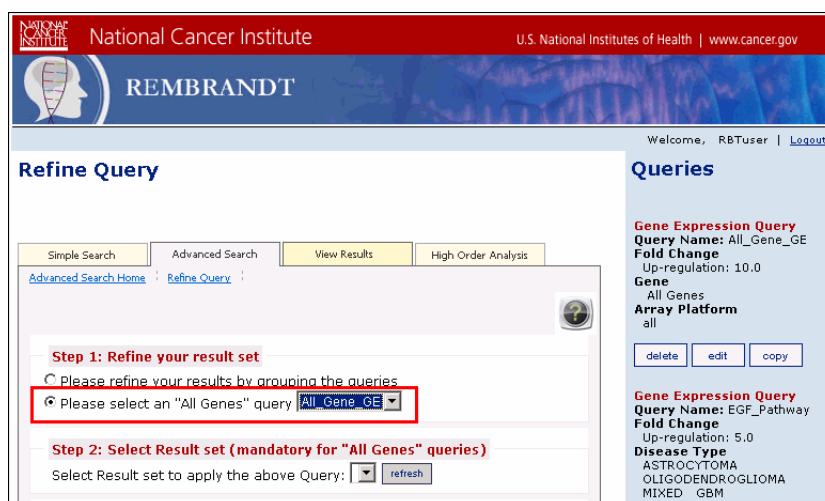 NATIONAL CANCER INSTITUTE
National Cancer Institute
U.S. National Institutes of Health | www.cancer.gov
REMBRANDT
Welcome, RBTuser | Logout
Refine Query
Simple Search
Advanced Search
View Results
High Order Analysis
Advanced Search Home
Refine Query
?
Step 1: Refine your result set
Please refine your results by grouping the queries
Please select an "All Genes" query All_Gene_GE
Step 2: Select Result set (mandatory for "All Genes" queries)
Select Result set to apply the above Query: refresh
Queries
Gene Expression Query
Query Name: All_Gene_GE
Fold Change
Up-regulation: 10.0
Gene
All Genes
Array Platform
all
delete edit copy
Gene Expression Query
Query Name: EGF_Pathway
Fold Change
Up-regulation: 5.0
Disease Type
ASTROCYTOMA
OLIGODENDROGLIOMA
MIXED GBM